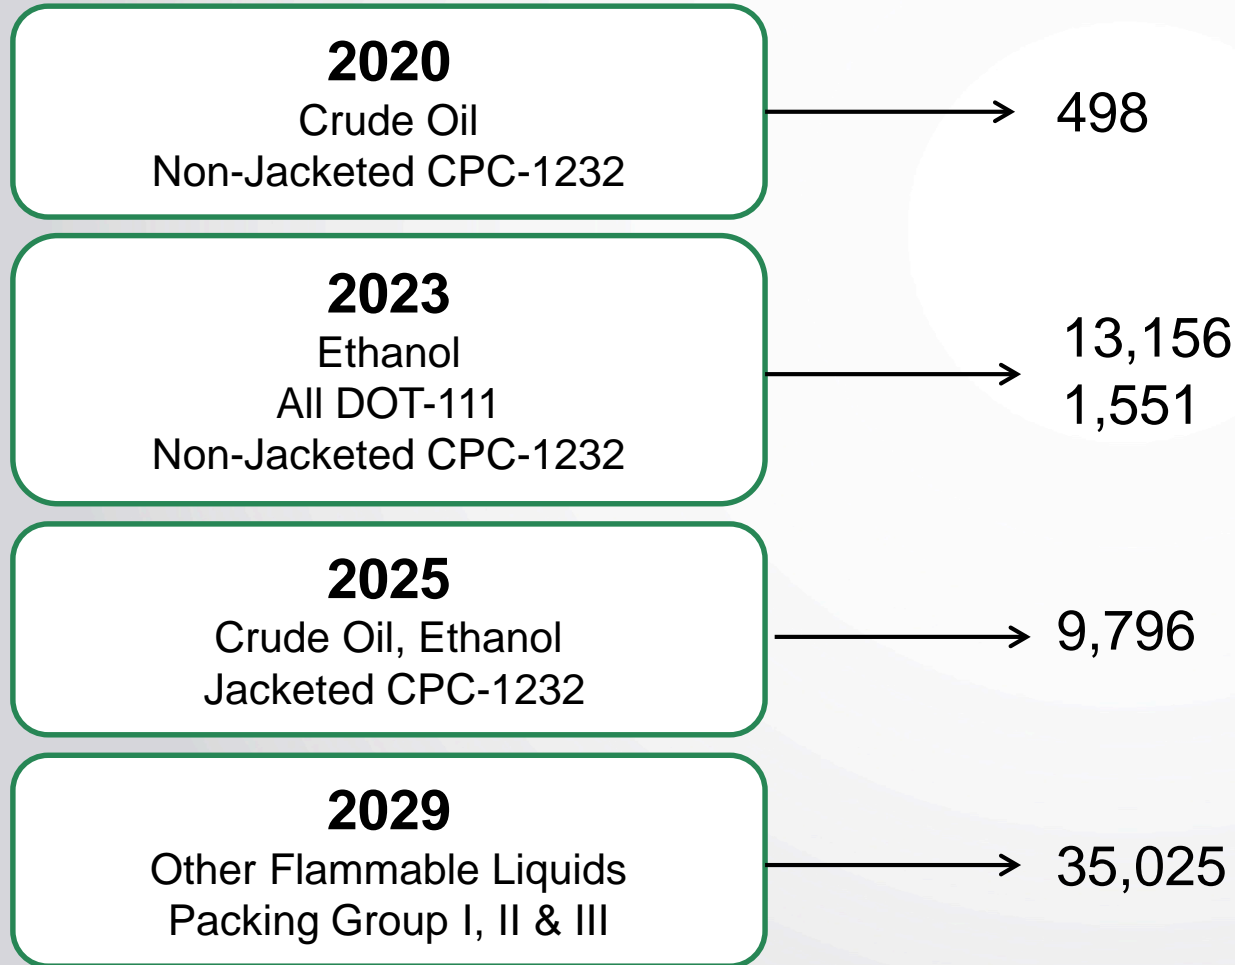 2020
Crude Oil
Non-Jacketed CPC-1232
498
2023
Ethanol
All DOT-111
Non-Jacketed CPC-1232
13,156
1,551
2025
Crude Oil, Ethanol
Jacketed CPC-1232
9,796
2029
Other Flammable Liquids
Packing Group I, II & III
35,025